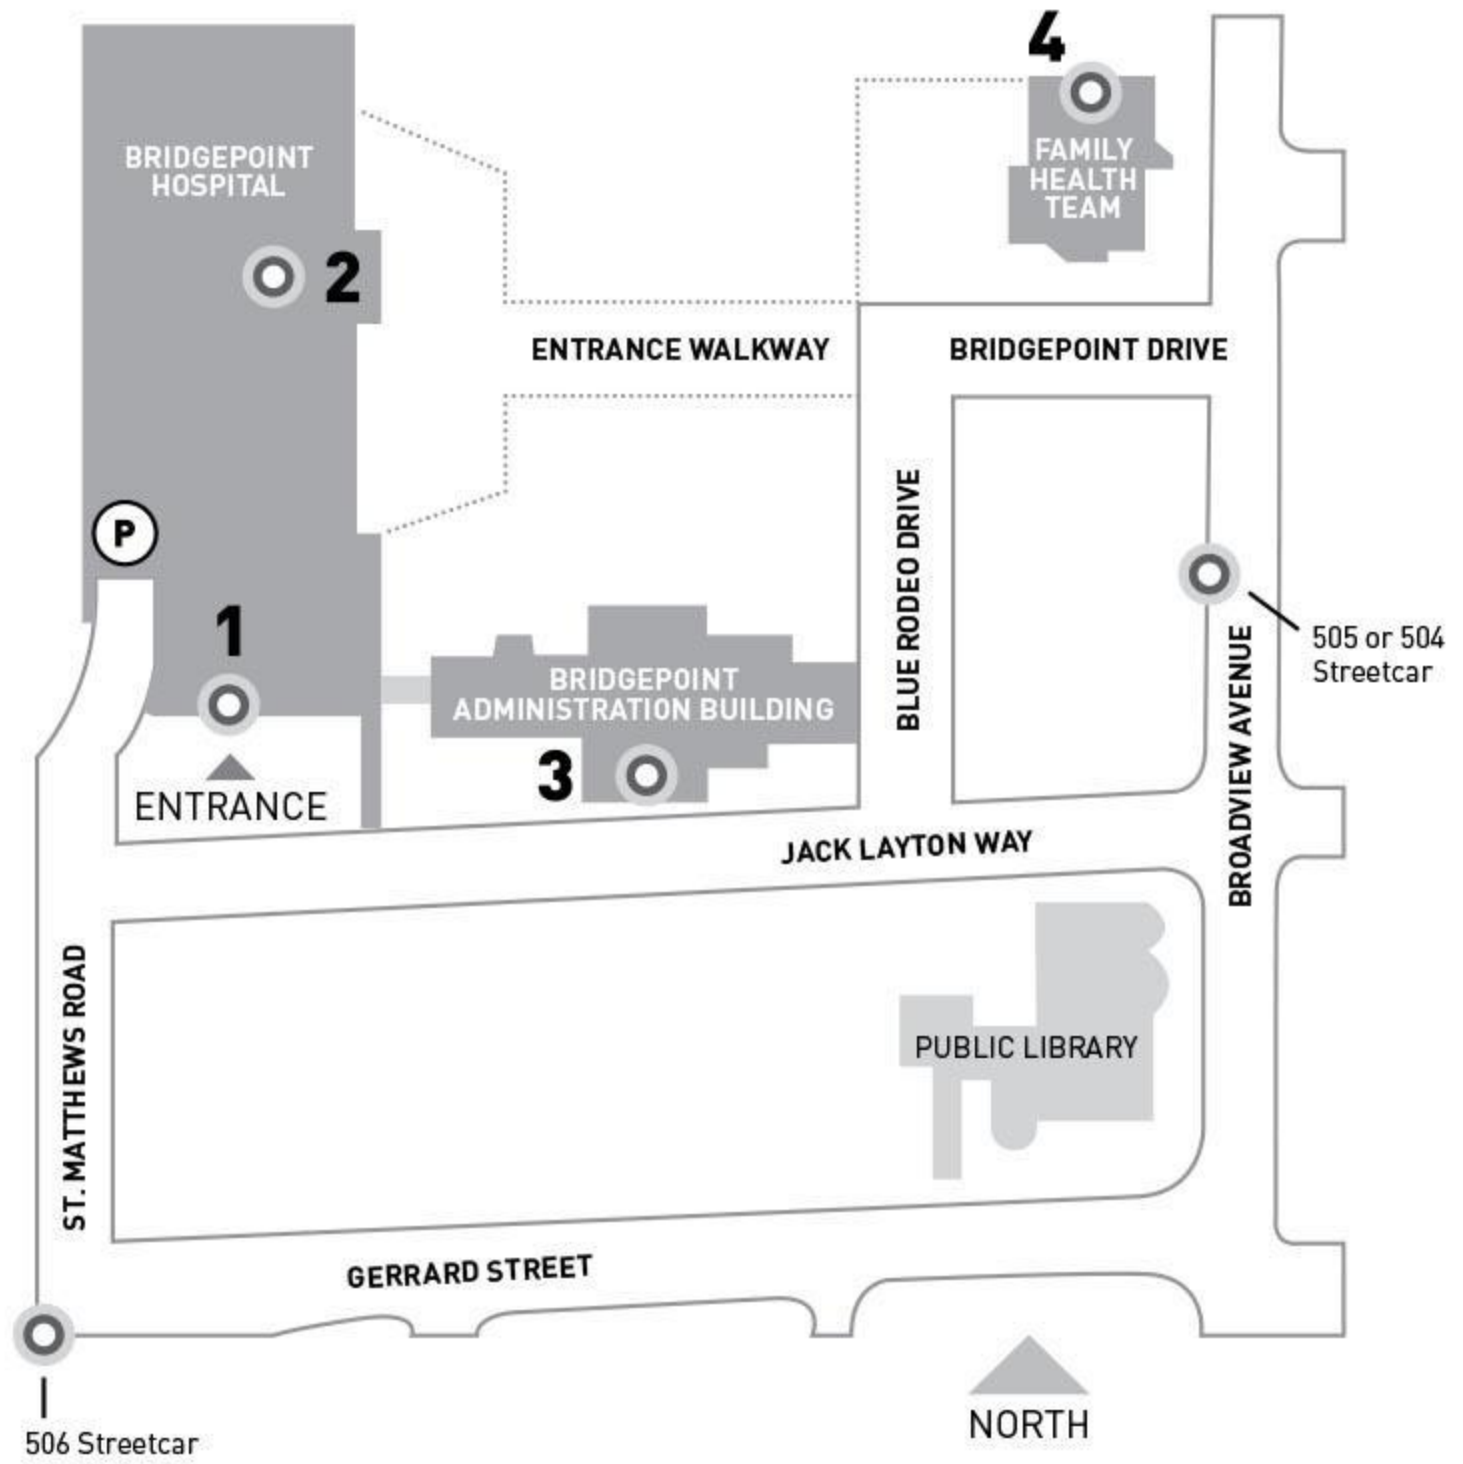 4
BRIDGEPOINT
HOSPITAL
FAMILY
HEALTH
TEAM
2
ENTRANCE WALKWAY
BRIDGEPOINT DRIVE
P
BLUE RODEO DRIVE
1
505 or 504
Streetcar
BRIDGEPOINT
ADMINISTRATION BUILDING
BROADVIEW AVENUE
3
ENTRANCE
JACK LAYTON WAY
ST. MATTHEWS ROAD
PUBLIC LIBRARY
GERRARD STREET
NORTH
506 Streetcar